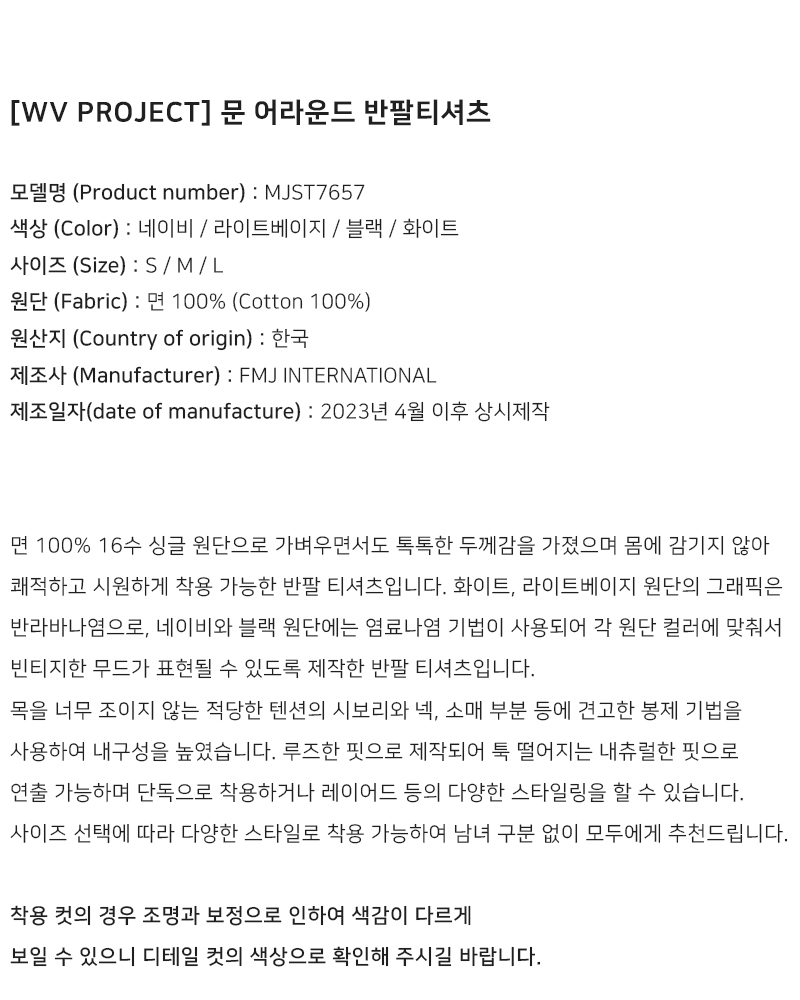 [WV PROJECT] 문 어라운드 반팔티셔츠
모델명 (Product number) : MJST7657
색상 (Color) : 네이비 / 라이트베이지 / 블랙 / 화이트
사이즈 (Size) : S / M / L
원단 (Fabric) : 면 100% (Cotton 100%)
원산지 (Country of origin) : 한국
제조사 (Manufacturer) : FMJ INTERNATIONAL
제조일자(date of manufacture) : 2023년 4월 이후 상시제작
면 100% 16수 싱글 원단으로 가벼우면서도 톡톡한 두께감을 가졌으며 몸에 감기지 않아
쾌적하고 시원하게 착용 가능한 반팔 티셔츠입니다. 화이트, 라이트베이지 원단의 그래픽은
반라바나염으로, 네이비와 블랙 원단에는 염료나염 기법이 사용되어 각 원단 컬러에 맞춰서
빈티지한 무드가 표현될 수 있도록 제작한 반팔 티셔츠입니다.
목을 너무 조이지 않는 적당한 텐션의 시보리와 넥, 소매 부분 등에 견고한 봉제 기법을
사용하여 내구성을 높였습니다. 루즈한 핏으로 제작되어 툭 떨어지는 내츄럴한 핏으로
연출 가능하며 단독으로 착용하거나 레이어드 등의 다양한 스타일링을 할 수 있습니다.
사이즈 선택에 따라 다양한 스타일로 착용 가능하여 남녀 구분 없이 모두에게 추천드립니다.
착용 컷의 경우 조명과 보정으로 인하여 색감이 다르게
보일 수 있으니 디테일 컷의 색상으로 확인해 주시길 바랍니다.